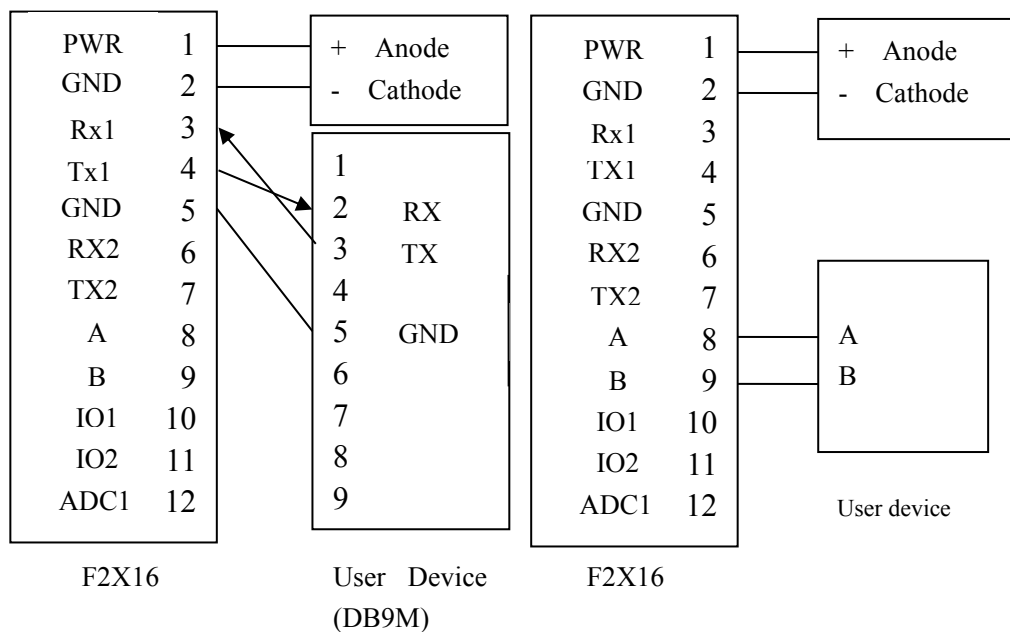 PWR 1
GND 2
Rx1 3
Tx1 4
GND 5
RX2 6
TX2 7
A 8
B 9
IO1 10
IO2 11
ADC1 12
F2X16
+ Anode
- Cathode
1
2 RX
3 TX
4
5 GND
6
7
8
9
User Device
(DB9M)
PWR 1
GND 2
Rx1 3
TX1 4
GND 5
RX2 6
TX2 7
A 8
B 9
IO1 10
IO2 11
ADC1 12
F2X16
+ Anode
- Cathode
A
B
User device